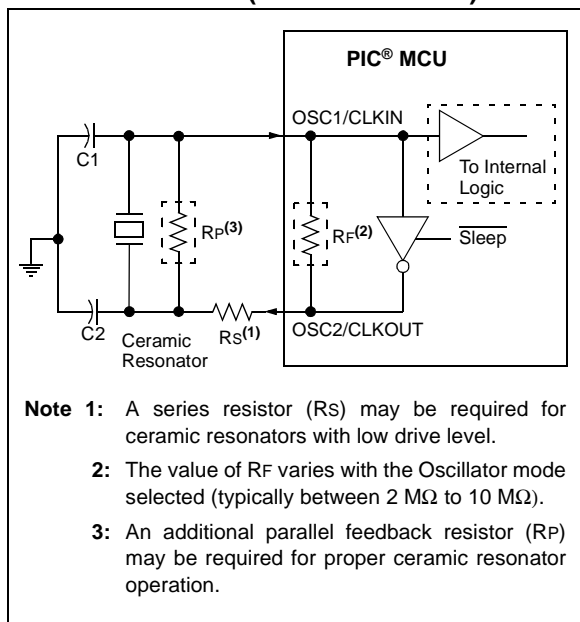 PIC® MCU
OSC1/CLKIN
C1
To Internal
Logic
RP(3)
RF(2)
Sleep
C2
RS(1)
OSC2/CLKOUT
Ceramic
Resonator
Note 1: A series resistor (RS) may be required for
ceramic resonators with low drive level.
2: The value of RF varies with the Oscillator mode
selected (typically between 2 MΩ to 10 MΩ).
3: An additional parallel feedback resistor (RP)
may be required for proper ceramic resonator
operation.